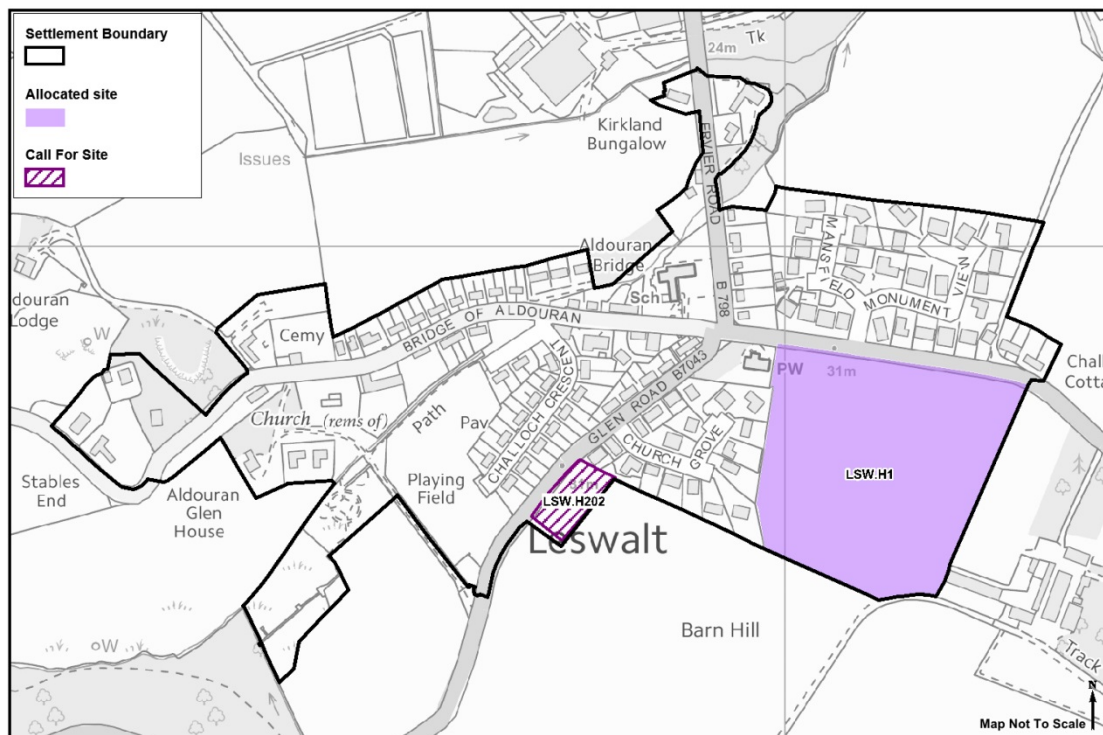 Settlement Boundary
Allocated site
Call For Site
24m
Tk
Kirkland
Bungalow
ERVIER ROAD
Issues
Aldouran
Bridge
MANSFIELD
MONUMENT
VIEW
douran
Lodge
W
Cemy
BRIDGE OF ALDOURAN
Sch
B 798
Chall
Cotta
PW
31m
GLEN ROAD B7043
CHALLOCH CRESCENT
CHURCH GROVE
Church (rems of)
Path
Pav
Playing
Field
Stables
End
Aldouran
Glen
House
31m
LSW.H202
LSW.H1
Leswalt
Barn Hill
W
Track
N
Map Not To Scale